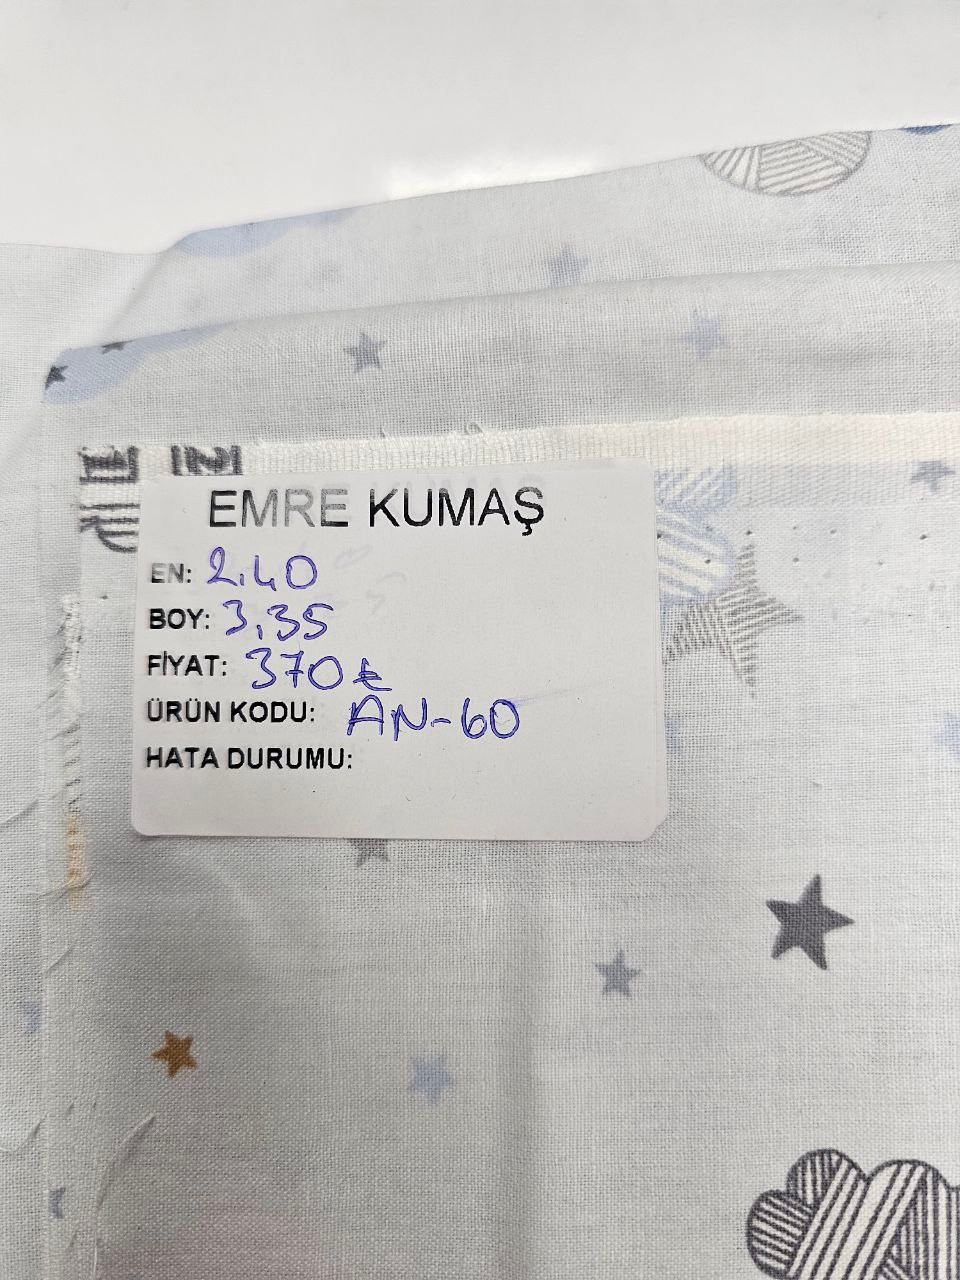 EMRE KUMAŞ
EN: 2.40
BOY: 3,35
FİYAT: 370₺
ÜRÜN KODU: AN-60
HATA DURUMU: